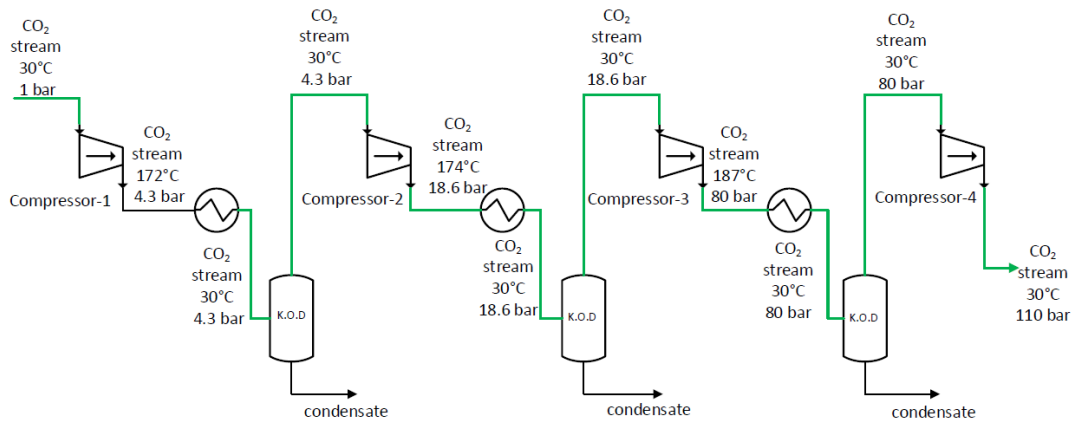 CO₂
stream
30°C
1 bar
Compressor-1
CO₂
stream
172°C
4.3 bar
CO₂
stream
30°C
4.3 bar
K.O.D
condensate
CO₂
stream
30°C
4.3 bar
Compressor-2
CO₂
stream
174°C
18.6 bar
CO₂
stream
30°C
18.6 bar
K.O.D
condensate
CO₂
stream
30°C
18.6 bar
Compressor-3
CO₂
stream
187°C
80 bar
CO₂
stream
30°C
80 bar
K.O.D
condensate
CO₂
stream
30°C
80 bar
Compressor-4
CO₂
stream
30°C
110 bar